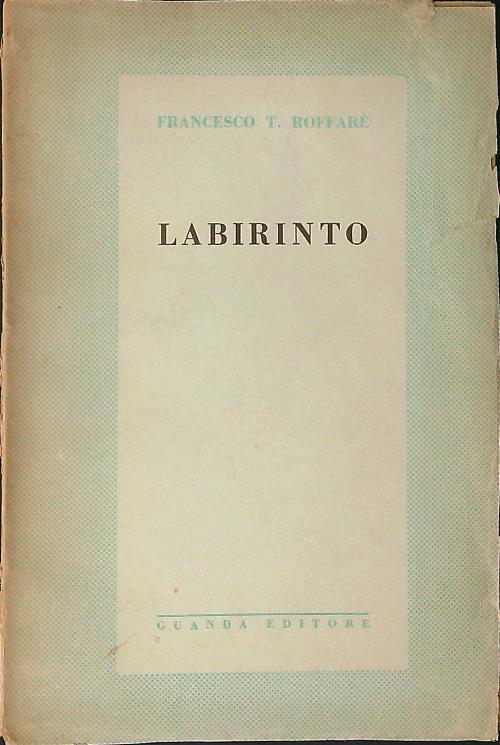 FRANCESCO T. ROFFARÈ
LABIRINTO
GUANDA EDITORE